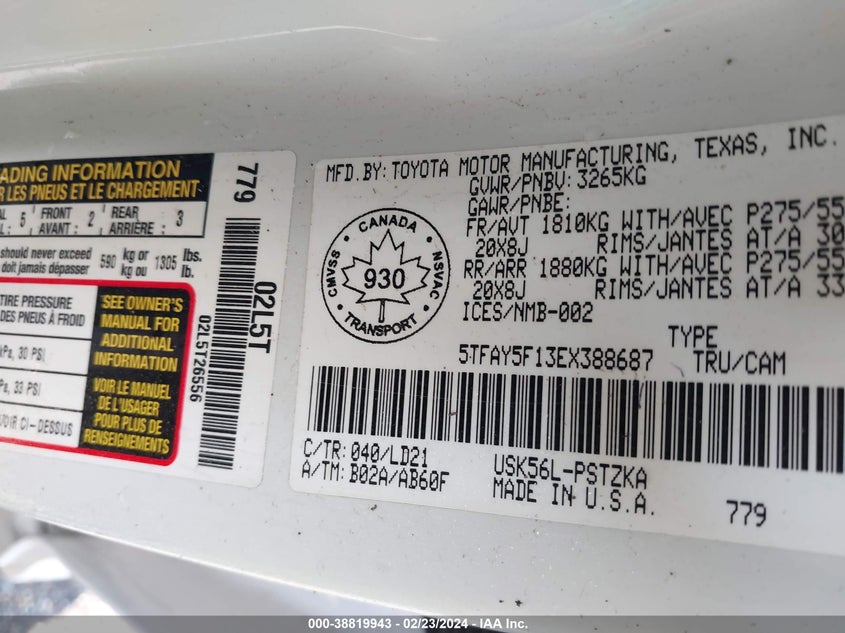 ADING INFORMATION
R LES PNEUS ET LE CHARGEMENT
5 FRONT AVANT : 2 REAR ARRIÈRE : 3
should never exceed
doit jamais dépasser
590 kg or
kg ou
1305 lbs.
lb.
TIRE PRESSURE
DES PNEUS À FROID
kPa, 30 PSI
kPa, 33 PSI
CI-DESSUS
SEE OWNER'S
MANUAL FOR
ADDITIONAL
INFORMATION
VOIR LE MANUEL
DE L'USAGER
POUR PLUS DE
RENSEIGNEMENTS
779
02L5T
02L5T26556
MFD.BY: TOYOTA MOTOR MANUFACTURING, TEXAS, INC.
GVWR/PNBV: 3265KG
GAWR/PNBE:
FR/AVT 1810KG WITH/AVEC P275/55
20X8J RIMS/JANTES AT/A 30
RR/ARR 1880KG WITH/AVEC P275/55
20X8J RIMS/JANTES AT/A 33
ICES/NMB-002
CANADA
CMVSS
NSVAC
930
TRANSPORT
TYPE
5TFAY5F13EX388687 TRU/CAM
C/TR: 040/LD21
A/TM: B02A/AB60F
USK56L-PSTZKA
MADE IN U.S.A.
779
000-38819943 - 02/23/2024 - IAA Inc.